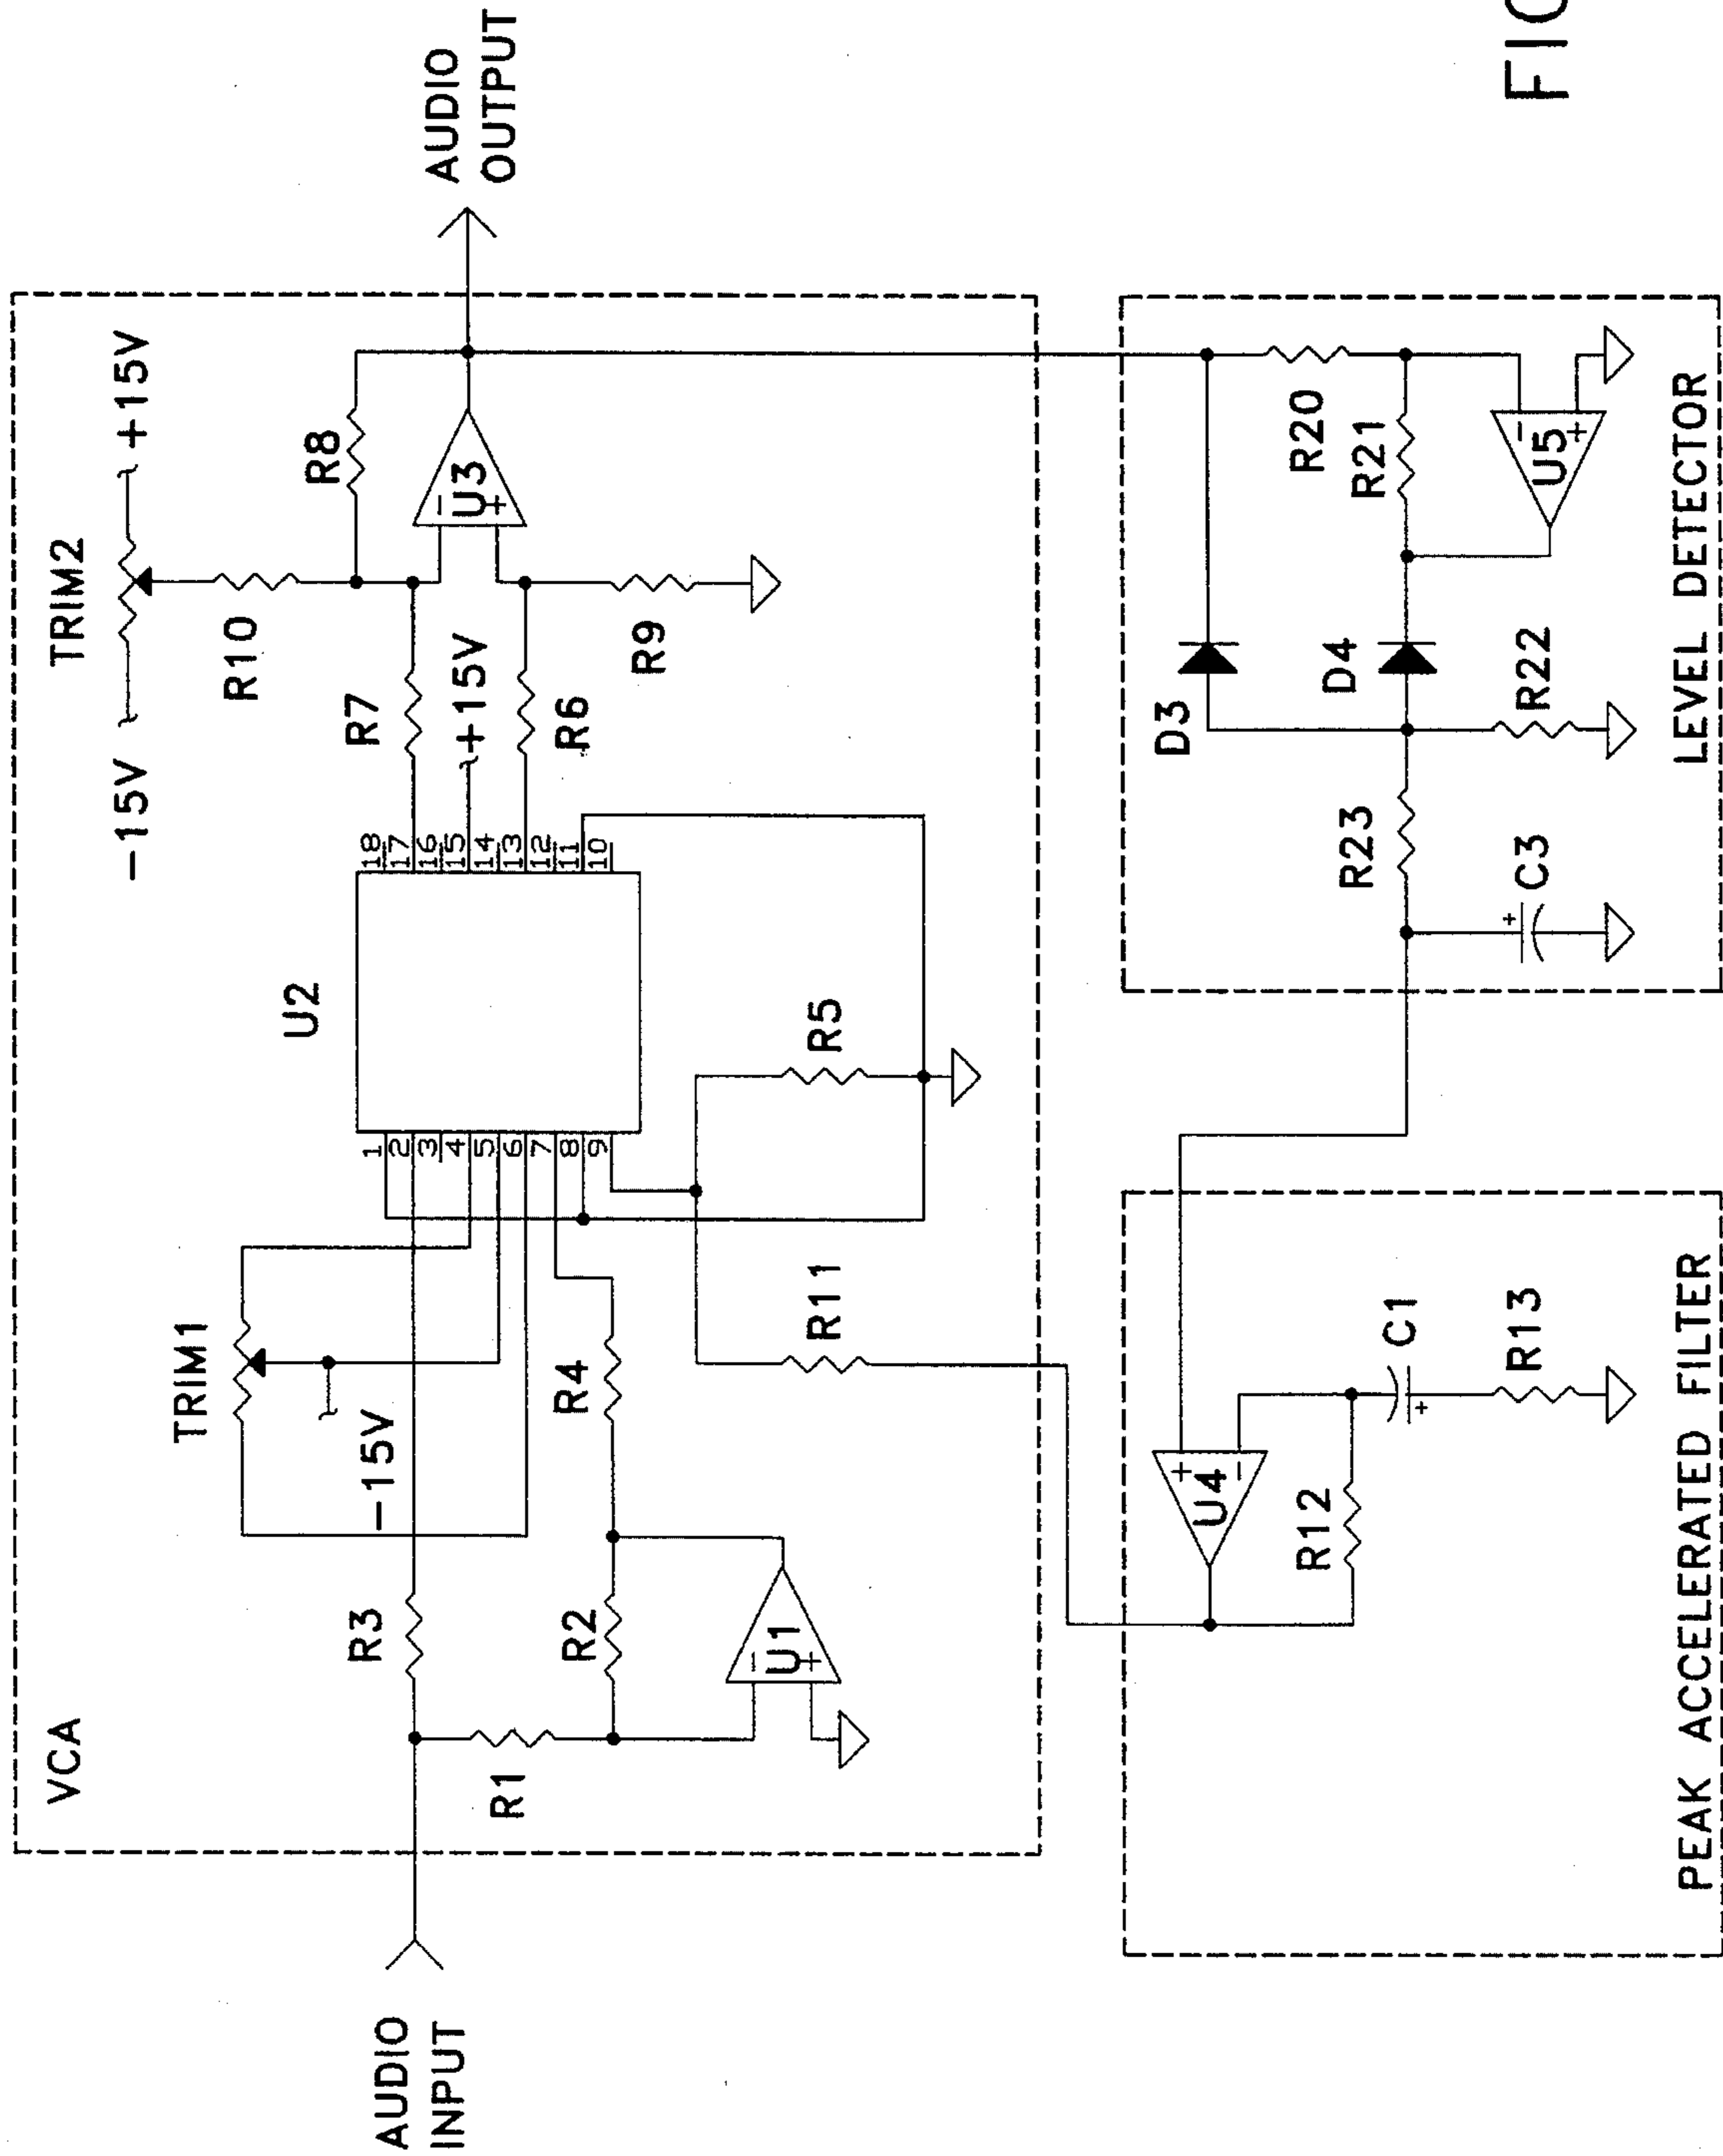 VCA
AUDIO
INPUT
AUDIO
OUTPUT
TRIM1
-15V
R3
R1
R2
U1
R4
R11
R5
U2
1
2
3
4
5
6
7
8
9
18
17
16
15
14
13
12
11
10
TRIM2
-15V
+15V
R10
R7
+15V
R6
R8
U3
R9
PEAK ACCELERATED FILTER
U4
R12
C1
R13
LEVEL DETECTOR
D3
D4
R20
R21
U5
R22
R23
C3